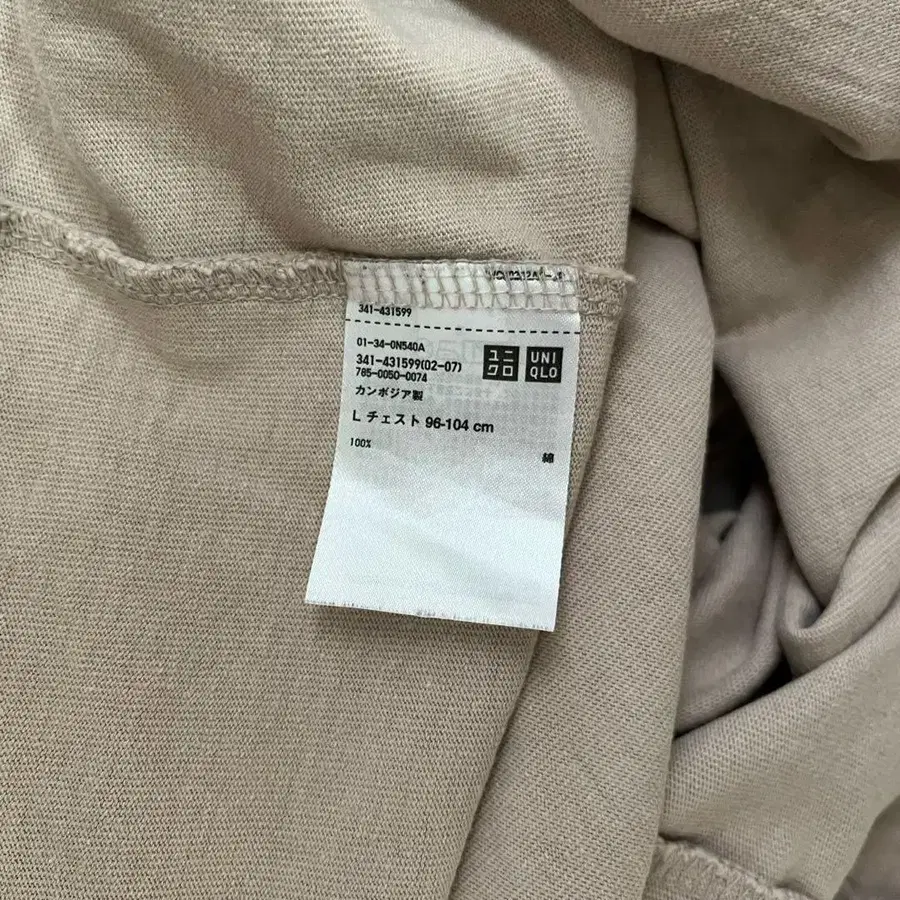 341-431599
01-34-0N540A
341-431599(02-07)
785-0050-0074
ユニクロ
UNIQLO
カンボジア製
L チェスト 96-104 cm
100% 綿